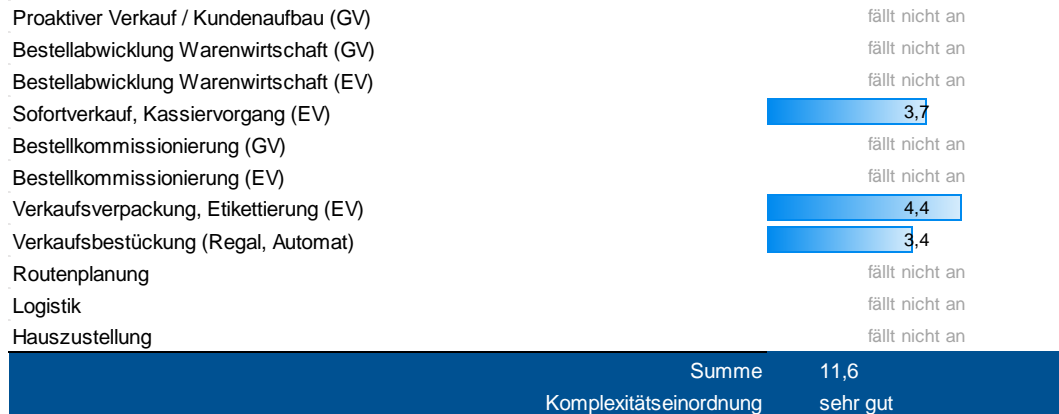 Proaktiver Verkauf / Kundenaufbau (GV) fällt nicht an
Bestellabwicklung Warenwirtschaft (GV) fällt nicht an
Bestellabwicklung Warenwirtschaft (EV) fällt nicht an
Sofortverkauf, Kassiervorgang (EV) 3,7
Bestellkommissionierung (GV) fällt nicht an
Bestellkommissionierung (EV) fällt nicht an
Verkaufsverpackung, Etikettierung (EV) 4,4
Verkaufsbestückung (Regal, Automat) 3,4
Routenplanung fällt nicht an
Logistik fällt nicht an
Hauszustellung fällt nicht an
Summe 11,6
Komplexitätseinordnung sehr gut